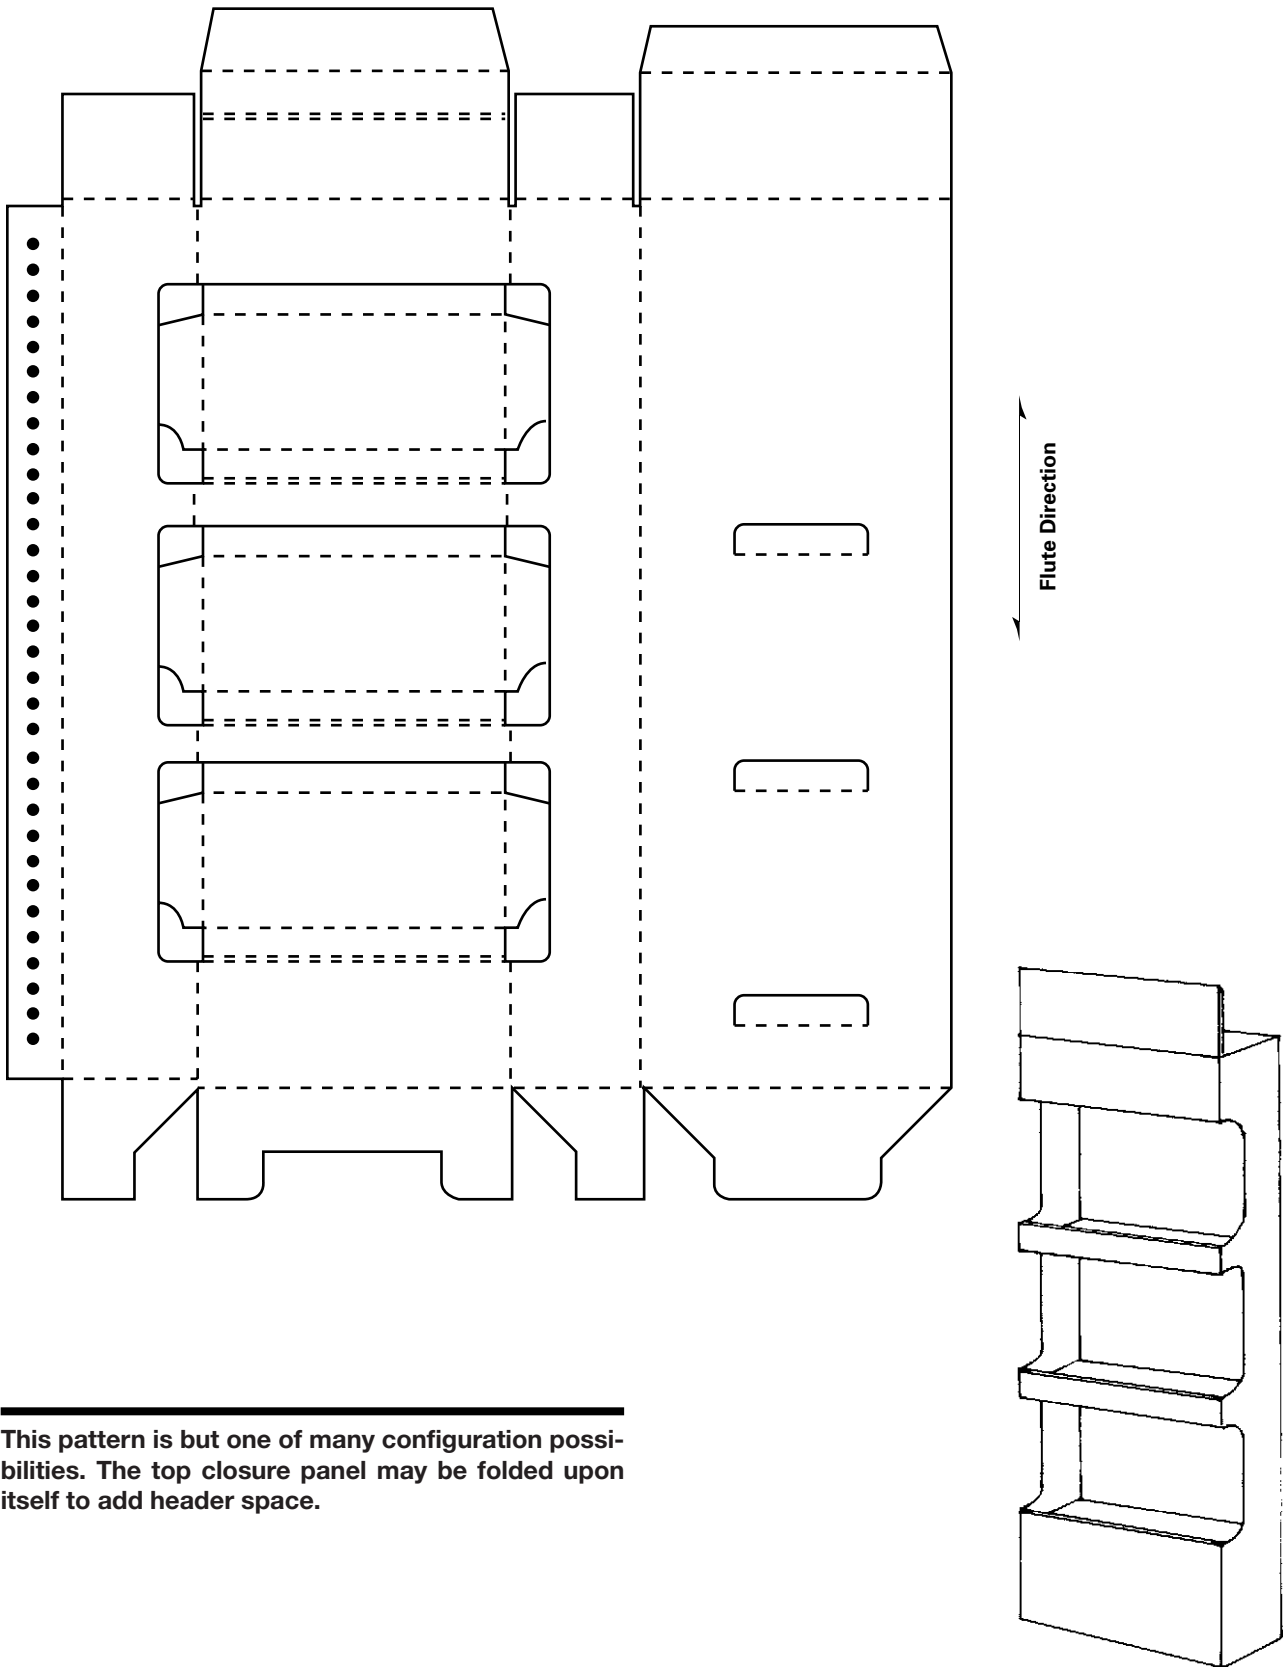 Flute Direction
This pattern is but one of many configuration possi-
bilities. The top closure panel may be folded upon
itself to add header space.